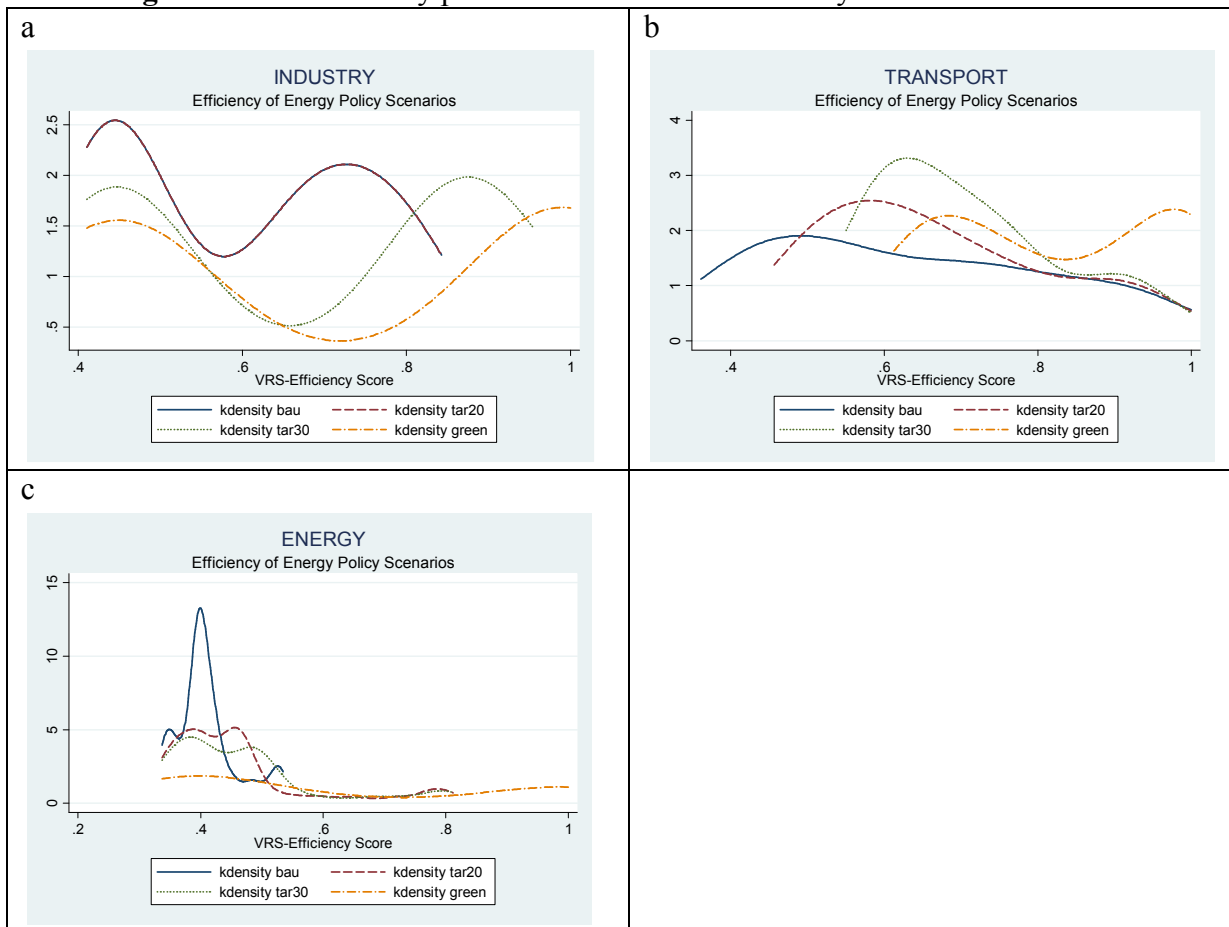 a
INDUSTRY
Efficiency of Energy Policy Scenarios
2.5
2
1.5
1
.5
.4 .6 .8 1
VRS-Efficiency Score
kdensity bau kdensity tar20
kdensity tar30 kdensity green
b
TRANSPORT
Efficiency of Energy Policy Scenarios
4
3
2
1
0
.4 .6 .8 1
VRS-Efficiency Score
kdensity bau kdensity tar20
kdensity tar30 kdensity green
c
ENERGY
Efficiency of Energy Policy Scenarios
15
10
5
0
.2 .4 .6 .8 1
VRS-Efficiency Score
kdensity bau kdensity tar20
kdensity tar30 kdensity green